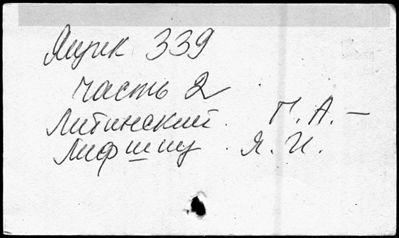 Ящик 339
часть 2
Литинский. П. А. –
Лифшиц. Я. И.